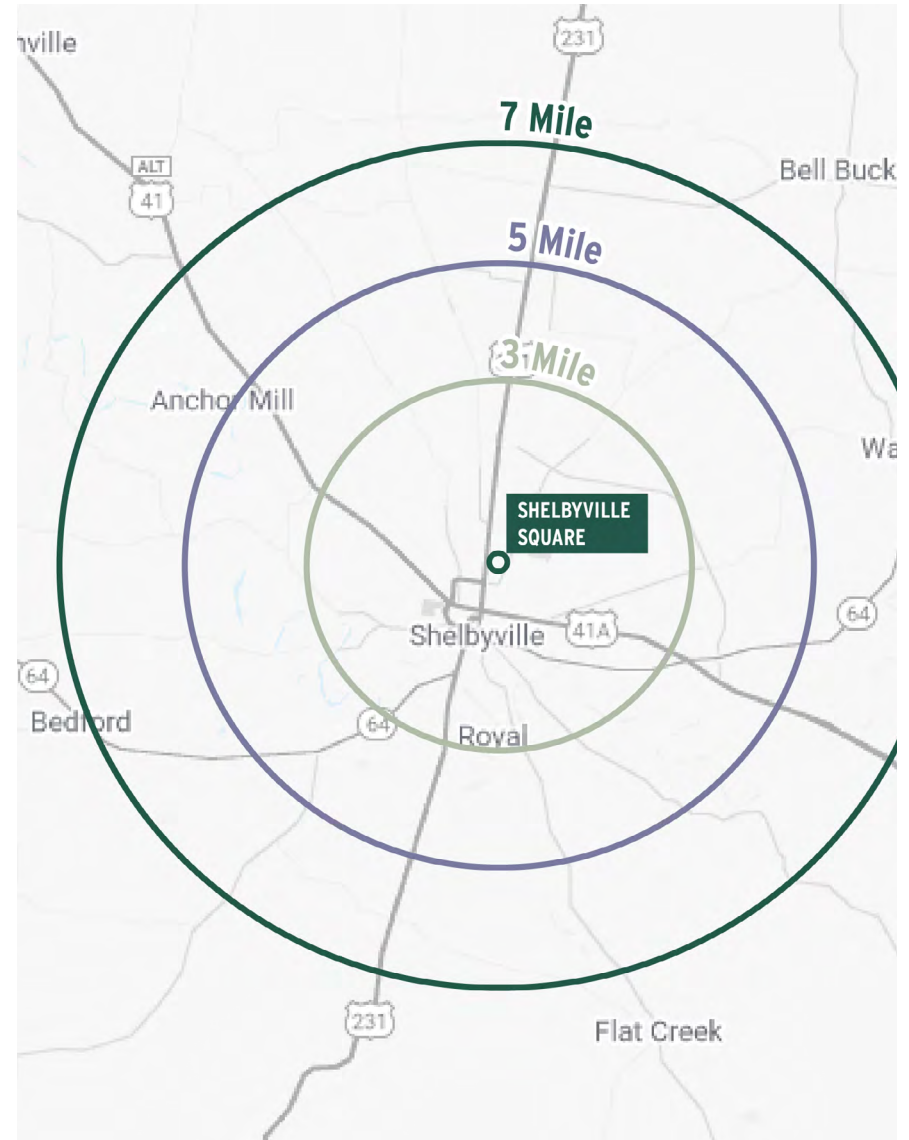 nville
231
7 Mile
ALT
41
Bell Buck
5 Mile
3 Mile
Anchor Mill
Wa
SHELBYVILLE
SQUARE
Shelbyville
41A
64
64
Bedford
64
Royal
231
Flat Creek